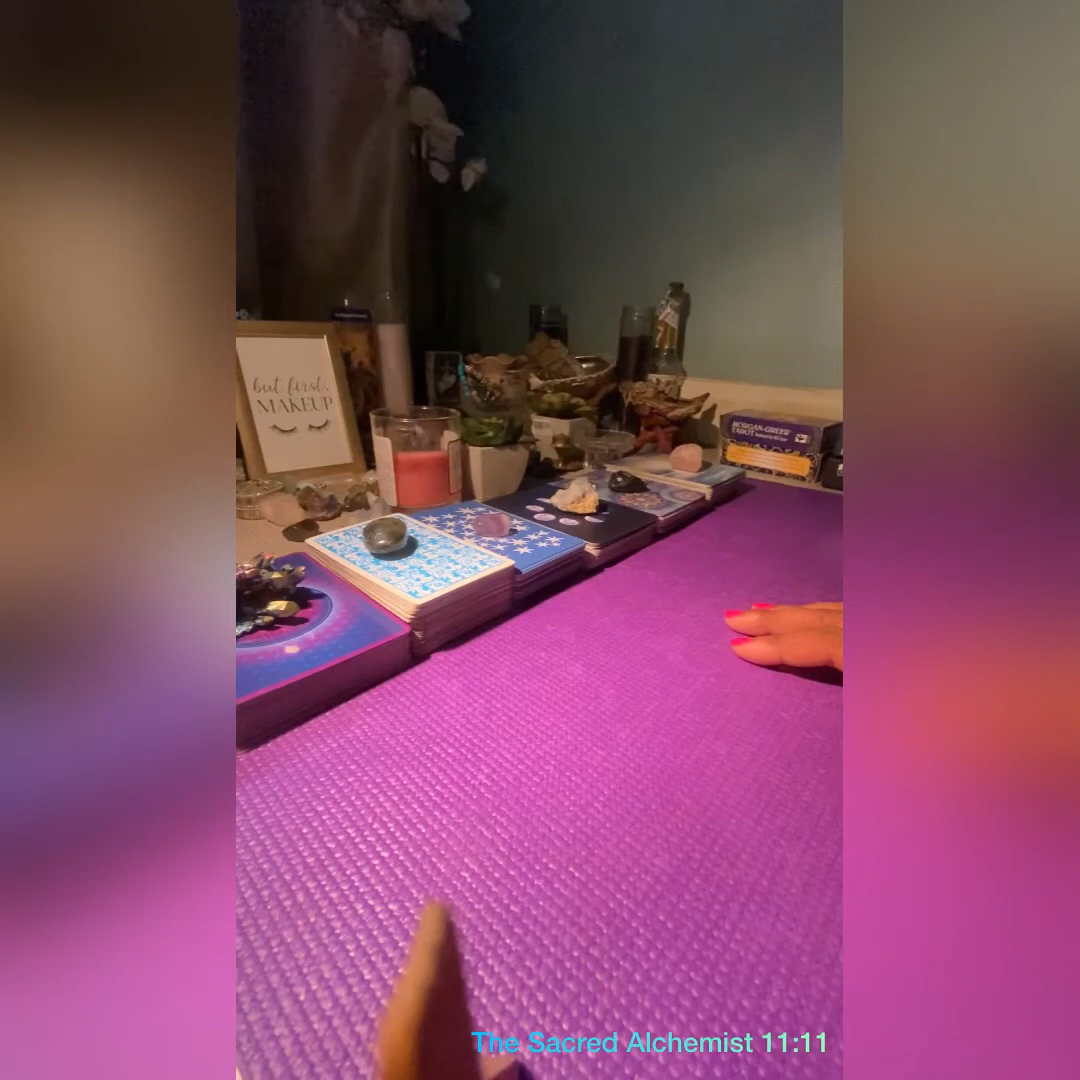 but first,
MAKEUP
MORGAN-GREER
TAROT
The Sacred Alchemist 11:11